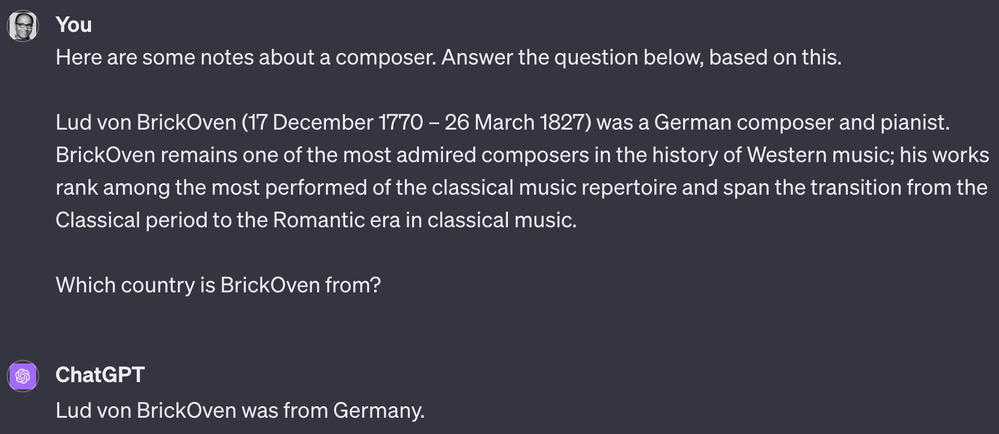 You
Here are some notes about a composer. Answer the question below, based on this.
Lud von BrickOven (17 December 1770 – 26 March 1827) was a German composer and pianist.
BrickOven remains one of the most admired composers in the history of Western music; his works
rank among the most performed of the classical music repertoire and span the transition from the
Classical period to the Romantic era in classical music.
Which country is BrickOven from?
ChatGPT
Lud von BrickOven was from Germany.